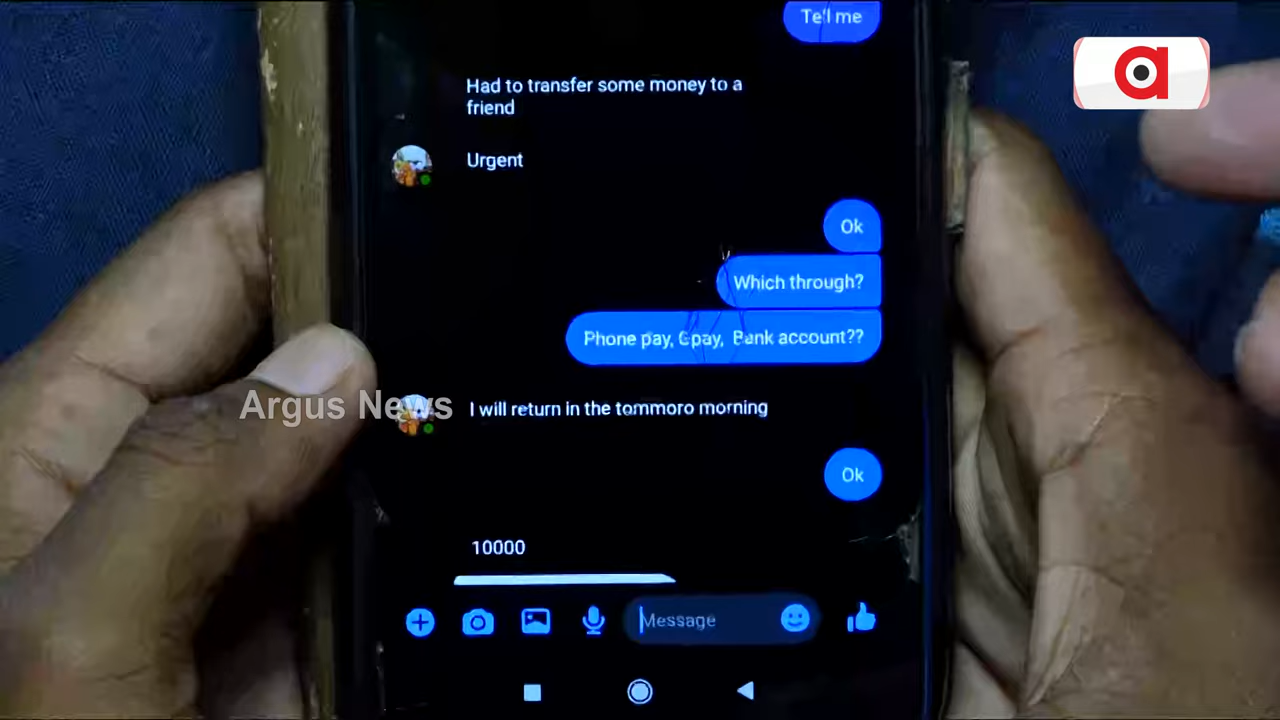 Tell me
Had to transfer some money to a
friend
Urgent
Ok
Which through?
Phone pay, Gpay, Bank account??
Argus News
I will return in the tommoro morning
Ok
10000
Message